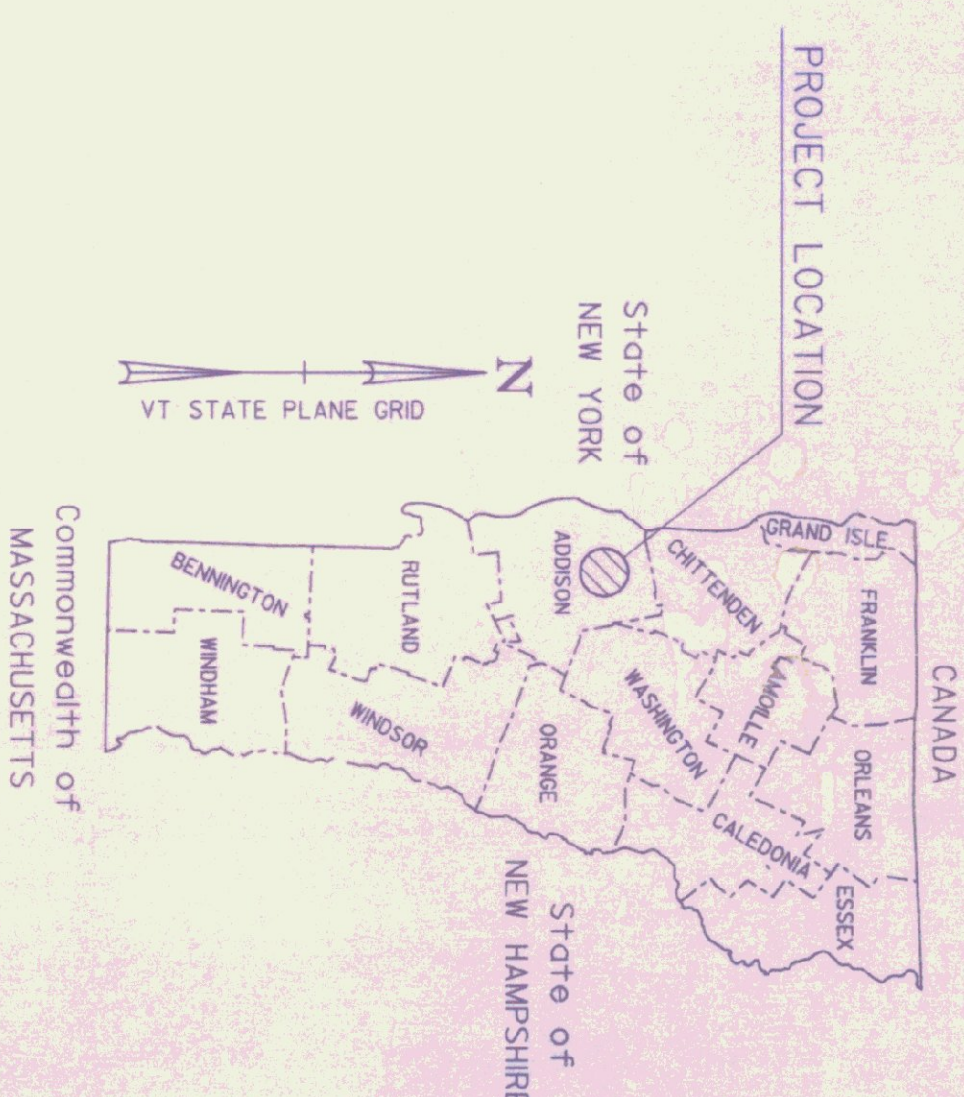 PROJECT LOCATION
CANADA
GRAND ISLE
FRANKLIN
ORLEANS
ESSEX
CHITTENDEN
LAMOILLE
CALEDONIA
State of
NEW YORK
WASHINGTON
ADDISON
ORANGE
State of
NEW HAMPSHIRE
N
VT STATE PLANE GRID
RUTLAND
WINDSOR
BENNINGTON
WINDHAM
Commonwealth of
MASSACHUSETTS